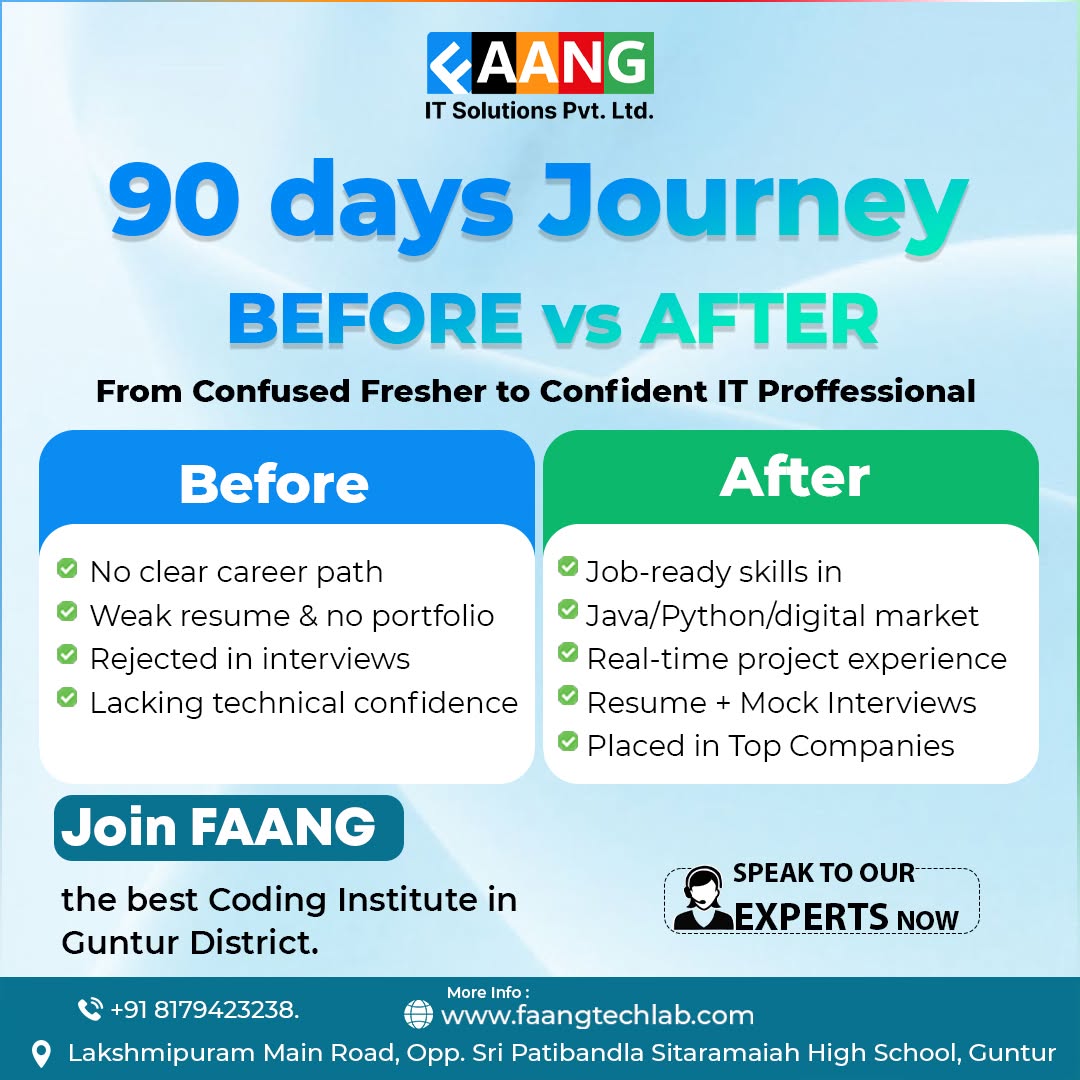 FAANG
IT Solutions Pvt. Ltd.
90 days Journey
BEFORE vs AFTER
From Confused Fresher to Confident IT Proffessional
Before
No clear career path
Weak resume & no portfolio
Rejected in interviews
Lacking technical confidence
After
Job-ready skills in
Java/Python/digital market
Real-time project experience
Resume + Mock Interviews
Placed in Top Companies
Join FAANG
the best Coding Institute in
Guntur District.
SPEAK TO OUR
EXPERTS NOW
+91 8179423238.
More Info :
www.faangtechlab.com
Lakshmipuram Main Road, Opp. Sri Patibandla Sitaramaiah High School, Guntur